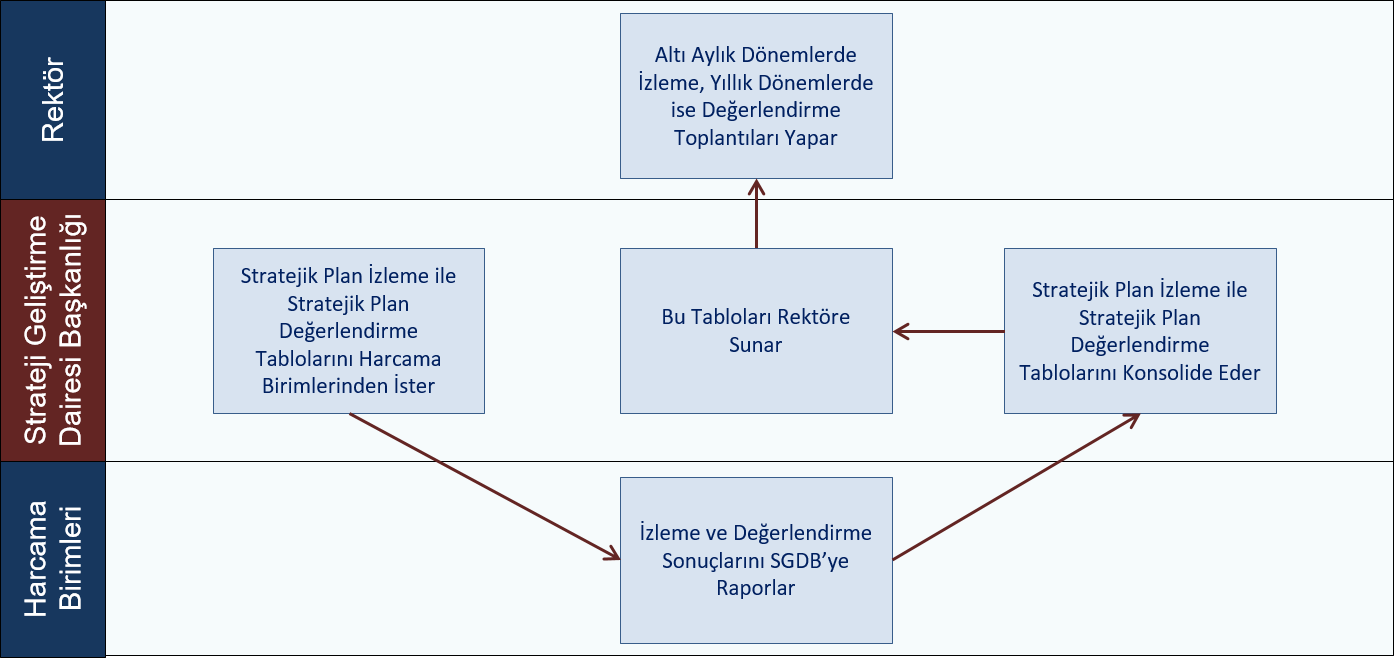 Rektör
Altı Aylık Dönemlerde
İzleme, Yıllık Dönemlerde
ise Değerlendirme
Toplantıları Yapar
Strateji Geliştirme
Dairesi Başkanlığı
Stratejik Plan İzleme ile
Stratejik Plan
Değerlendirme
Tablolarını Harcama
Birimlerinden İster
Bu Tabloları Rektöre
Sunar
Stratejik Plan İzleme ile
Stratejik Plan
Değerlendirme
Tablolarını Konsolide Eder
Harcama
Birimleri
İzleme ve Değerlendirme
Sonuçlarını SGDB’ye
Raporlar